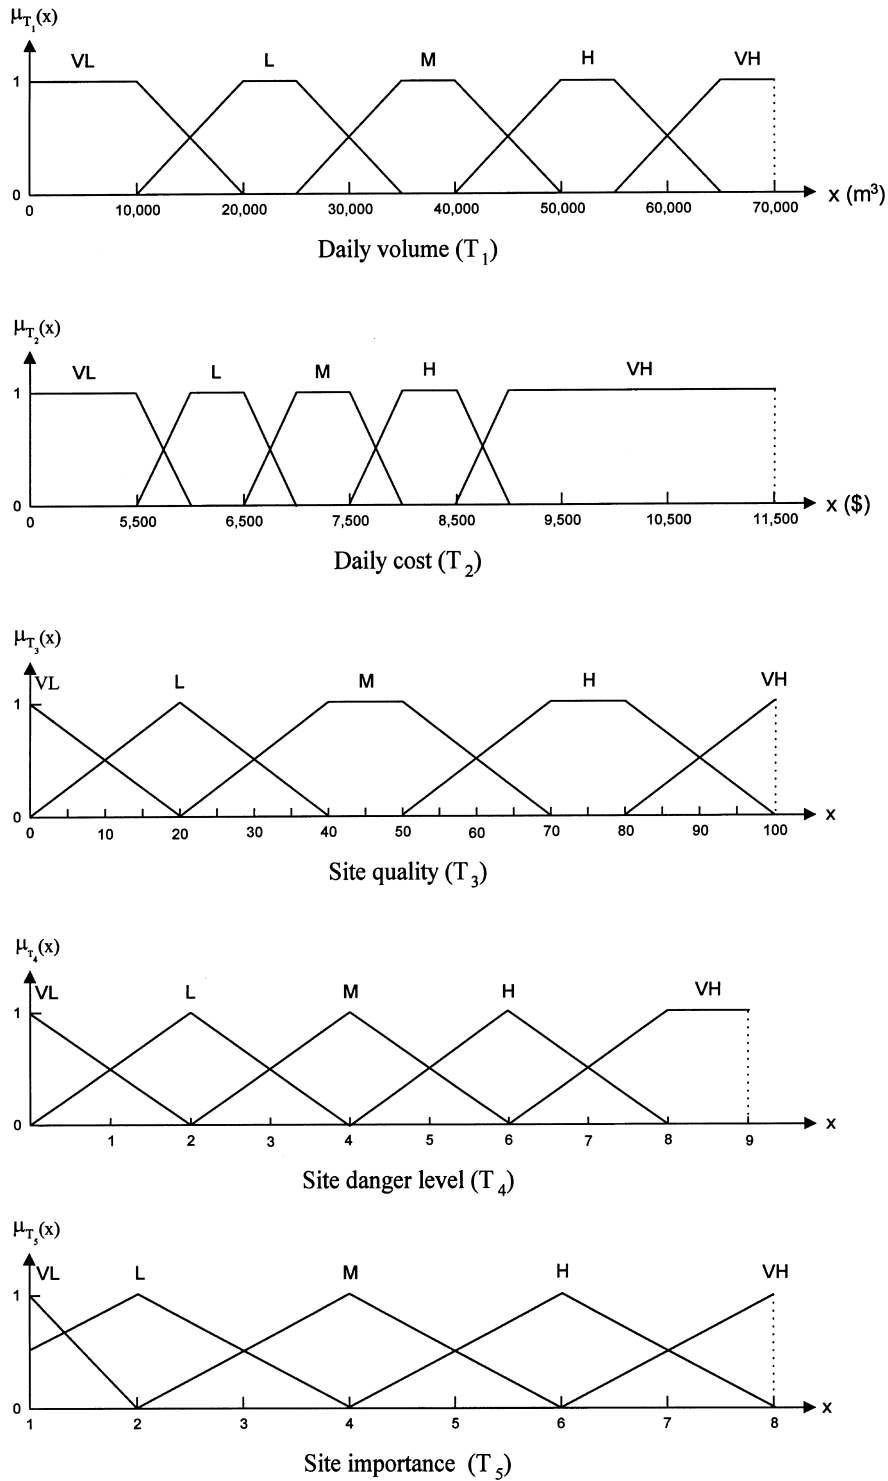 μT₁(x)
VL L M H VH
1
0
0 10,000 20,000 30,000 40,000 50,000 60,000 70,000 x (m³)
Daily volume (T₁)
μT₂(x)
VL L M H VH
1
0
0 5,500 6,500 7,500 8,500 9,500 10,500 11,500 x ($)
Daily cost (T₂)
μT₃(x)
VL L M H VH
1
0
0 10 20 30 40 50 60 70 80 90 100 x
Site quality (T₃)
μT₄(x)
VL L M H VH
1
0
1 2 3 4 5 6 7 8 9 x
Site danger level (T₄)
μT₅(x)
VL L M H VH
1
0
1 2 3 4 5 6 7 8 x
Site importance (T₅)